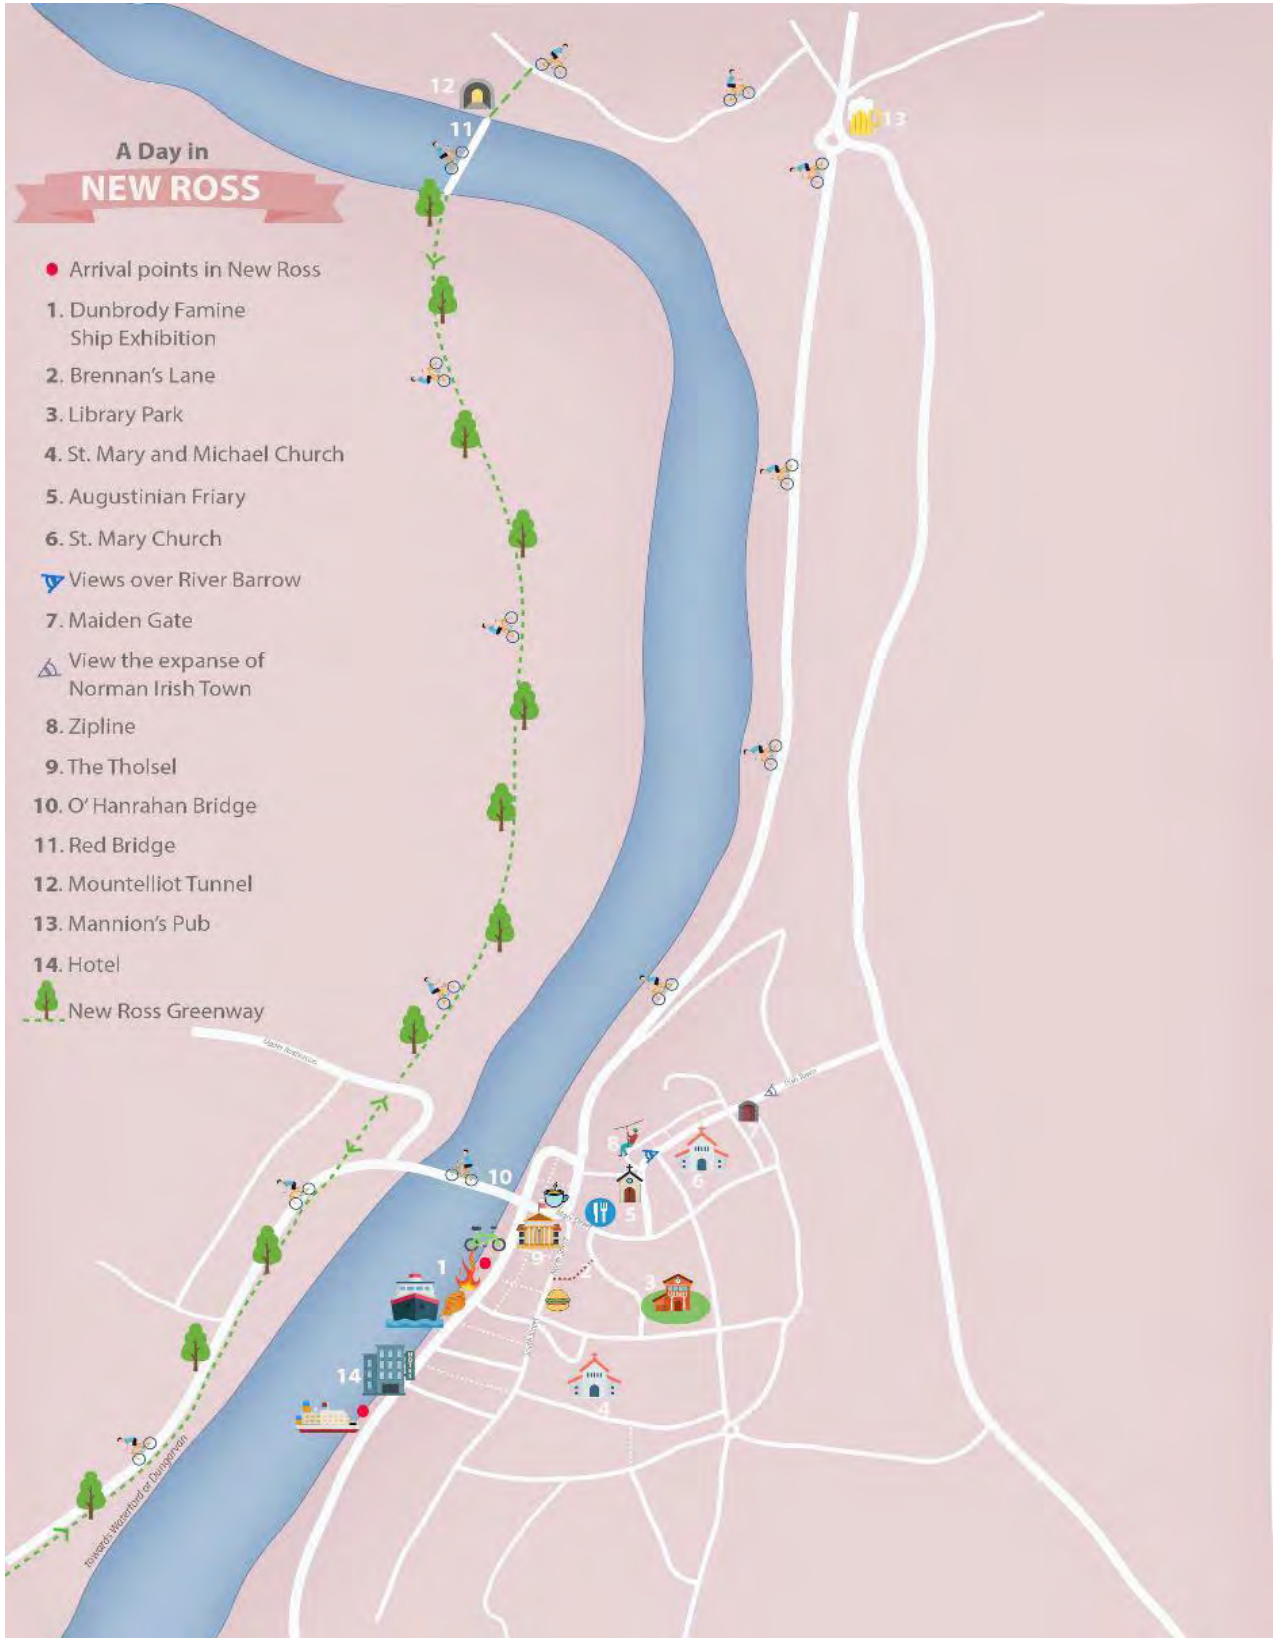 A Day in
NEW ROSS
Arrival points in New Ross
1. Dunbrody Famine
Ship Exhibition
2. Brennan's Lane
3. Library Park
4. St. Mary and Michael Church
5. Augustinian Friary
6. St. Mary Church
Views over River Barrow
7. Maiden Gate
View the expanse of
Norman Irish Town
8. Zipline
9. The Tholsel
10. O' Hanrahan Bridge
11. Red Bridge
12. Mountelliot Tunnel
13. Mannion's Pub
14. Hotel
New Ross Greenway
12
11
13
Irish Town
8
7
6
10
5
9
1
2
3
14
HOTEL
4
towards Waterford or Dungarvan